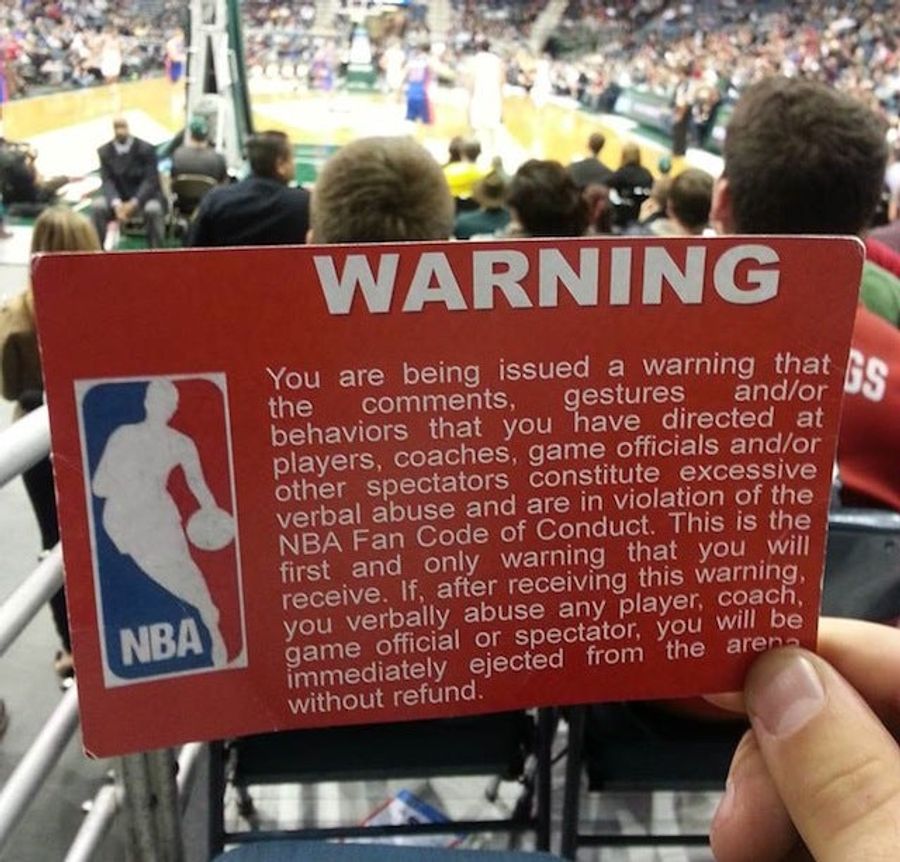 WARNING
You are being issued a warning that
the comments, gestures and/or
behaviors that you have directed at
players, coaches, game officials and/or
other spectators constitute excessive
verbal abuse and are in violation of the
NBA Fan Code of Conduct. This is the
first and only warning that you will
receive. If, after receiving this warning,
you verbally abuse any player, coach,
game official or spectator, you will be
immediately ejected from the arena
without refund.
NBA
GS